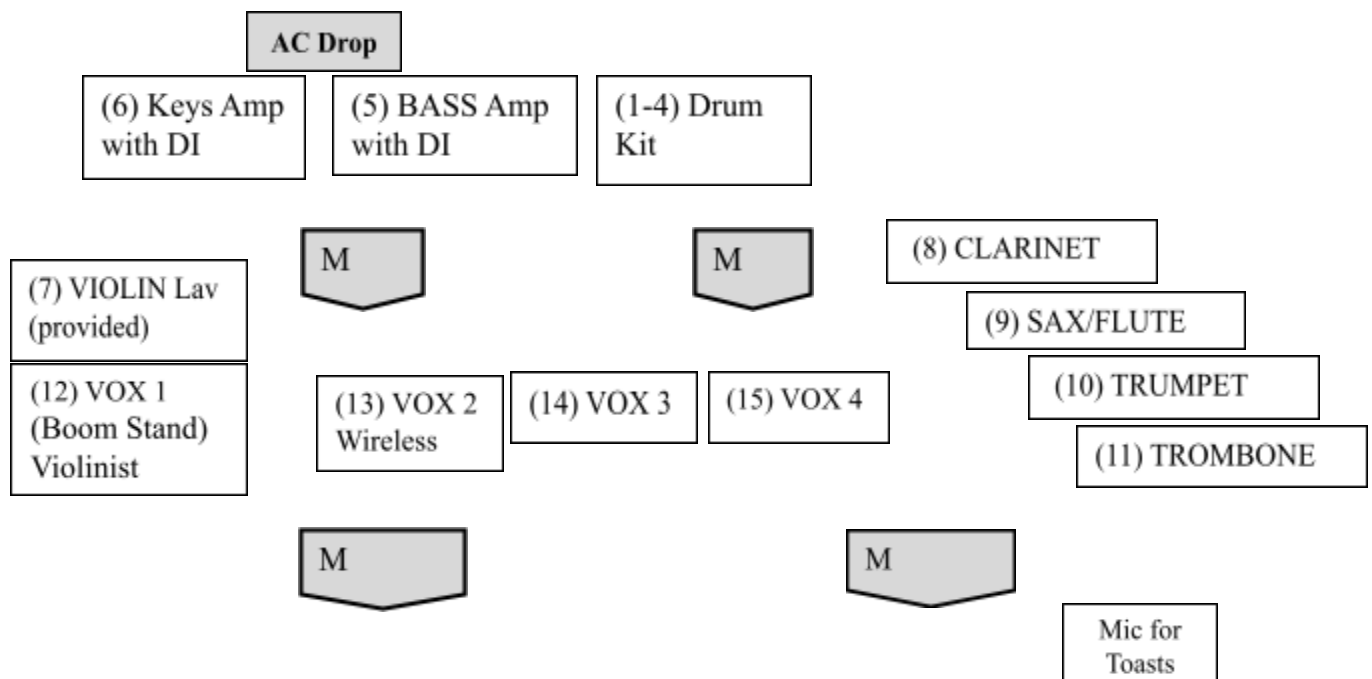 AC Drop
(6) Keys Amp
with DI
(5) BASS Amp
with DI
(1-4) Drum
Kit
M
M
(8) CLARINET
(7) VIOLIN Lav
(provided)
(9) SAX/FLUTE
(10) TRUMPET
(12) VOX 1
(Boom Stand)
Violinist
(13) VOX 2
Wireless
(14) VOX 3
(15) VOX 4
(11) TROMBONE
M
M
Mic for
Toasts